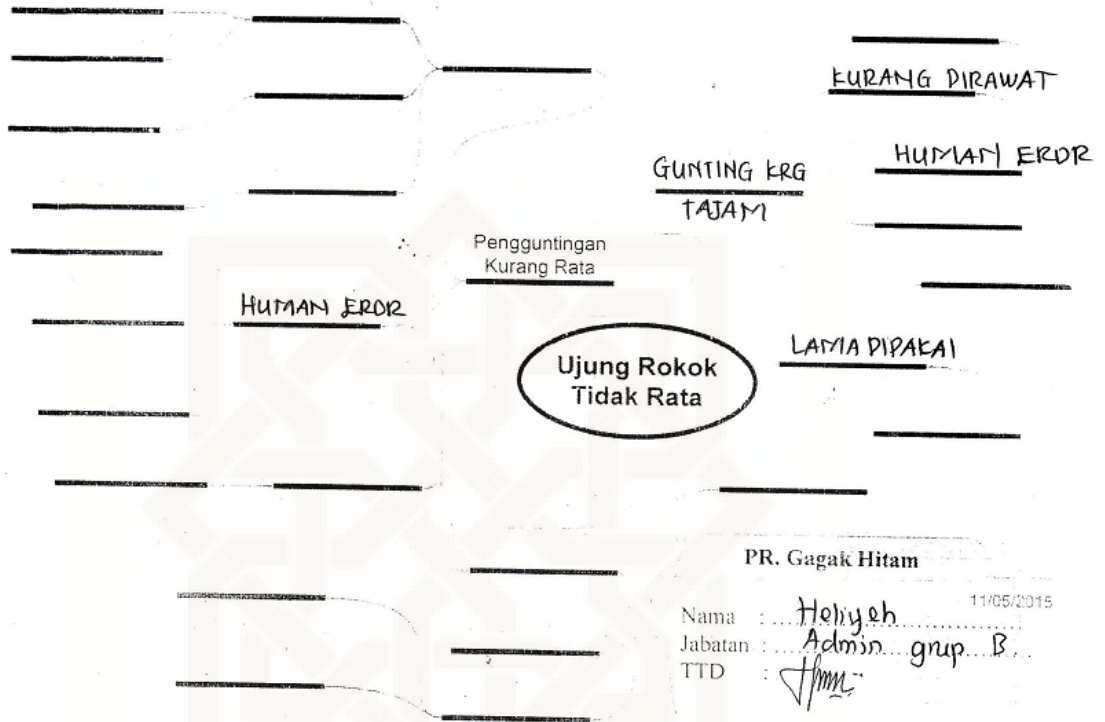 KURANG DIRAWAT
HUMAN EROR
GUNTING KRG
TAJAM
Pengguntingan
Kurang Rata
HUMAN EROR
LAMA DIPAKAI
Ujung Rokok
Tidak Rata
PR. Gagak Hitam
11/05/2015
Nama : Heliyeh
Jabatan : Admin grup B
TTD :